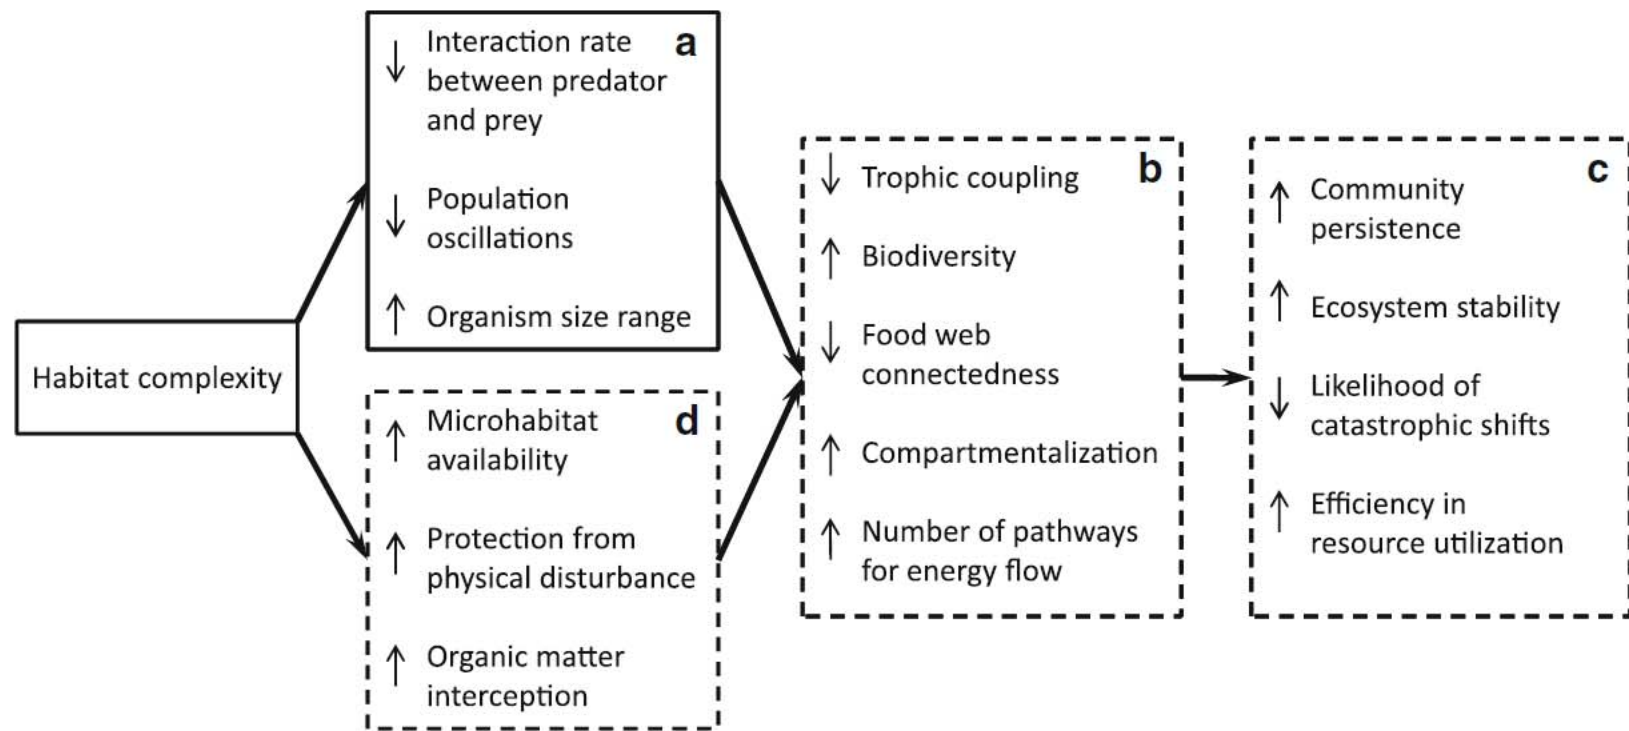 Habitat complexity
a
↓ Interaction rate
between predator
and prey
↓ Population
oscillations
↑ Organism size range
d
↑ Microhabitat
availability
↑ Protection from
physical disturbance
↑ Organic matter
interception
b
↓ Trophic coupling
↑ Biodiversity
↓ Food web
connectedness
↑ Compartmentalization
↑ Number of pathways
for energy flow
c
↑ Community
persistence
↑ Ecosystem stability
↓ Likelihood of
catastrophic shifts
↑ Efficiency in
resource utilization